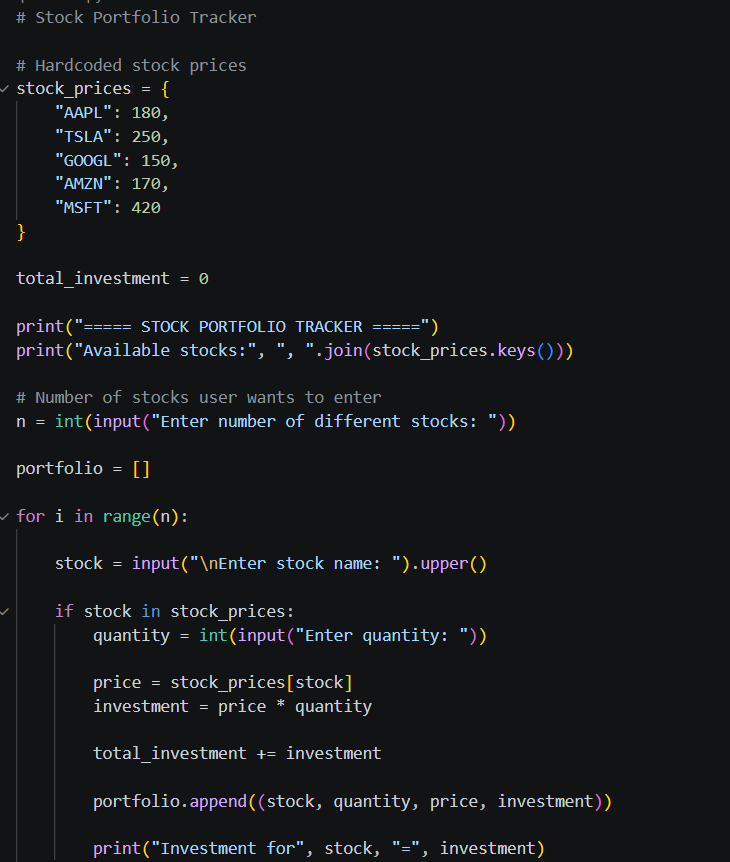 # Stock Portfolio Tracker
# Hardcoded stock prices
stock_prices = {
    "AAPL": 180,
    "TSLA": 250,
    "GOOGL": 150,
    "AMZN": 170,
    "MSFT": 420
}
total_investment = 0
print("===== STOCK PORTFOLIO TRACKER =====")
print("Available stocks:", ", ".join(stock_prices.keys()))
# Number of stocks user wants to enter
n = int(input("Enter number of different stocks: "))
portfolio = []
for i in range(n):
    stock = input("\nEnter stock name: ").upper()
    if stock in stock_prices:
        quantity = int(input("Enter quantity: "))
        price = stock_prices[stock]
        investment = price * quantity
        total_investment += investment
        portfolio.append((stock, quantity, price, investment))
        print("Investment for", stock, "=", investment)